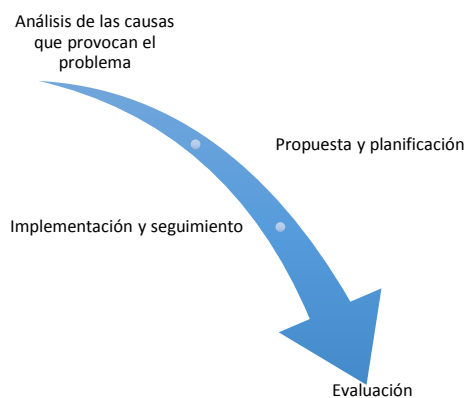 Análisis de las causas
que provocan el
problema
Propuesta y planificación
Implementación y seguimiento
Evaluación